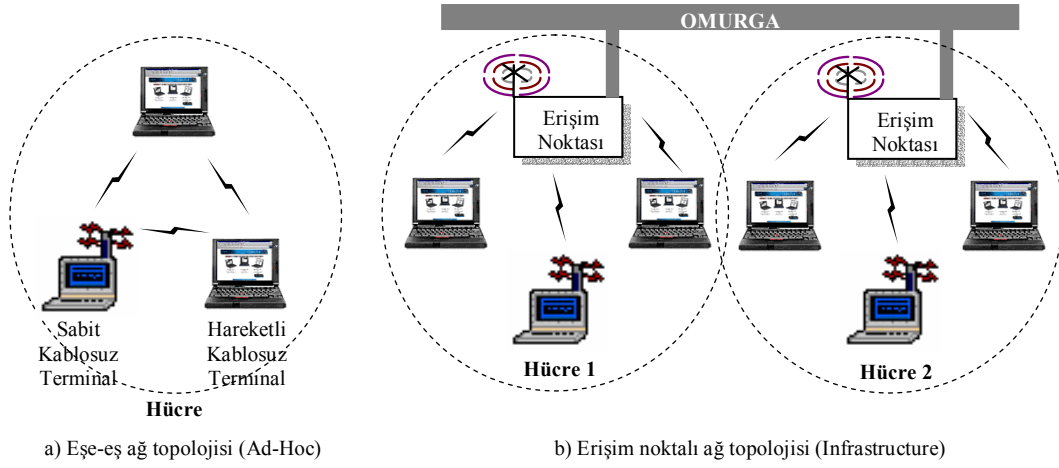 OMURGA
Erişim
Noktası
Erişim
Noktası
Sabit
Kablosuz
Terminal
Hareketli
Kablosuz
Terminal
Hücre
Hücre 1
Hücre 2
a) Eşe-eş ağ topolojisi (Ad-Hoc)
b) Erişim noktalı ağ topolojisi (Infrastructure)